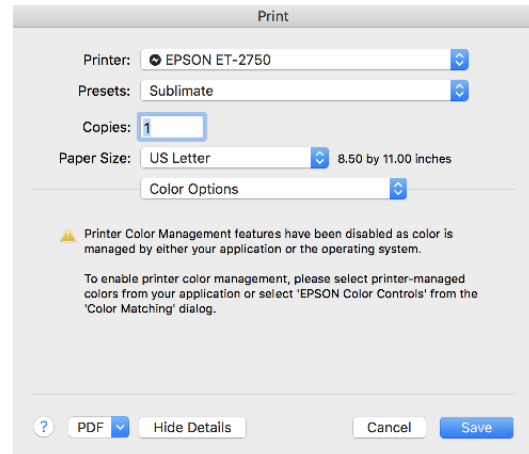 Print
Printer: EPSON ET-2750
Presets: Sublimate
Copies: 1
Paper Size: US Letter 8.50 by 11.00 inches
Color Options
Printer Color Management features have been disabled as color is
managed by either your application or the operating system.
To enable printer color management, please select printer-managed
colors from your application or select 'EPSON Color Controls' from the
'Color Matching' dialog.
? PDF Hide Details Cancel Save